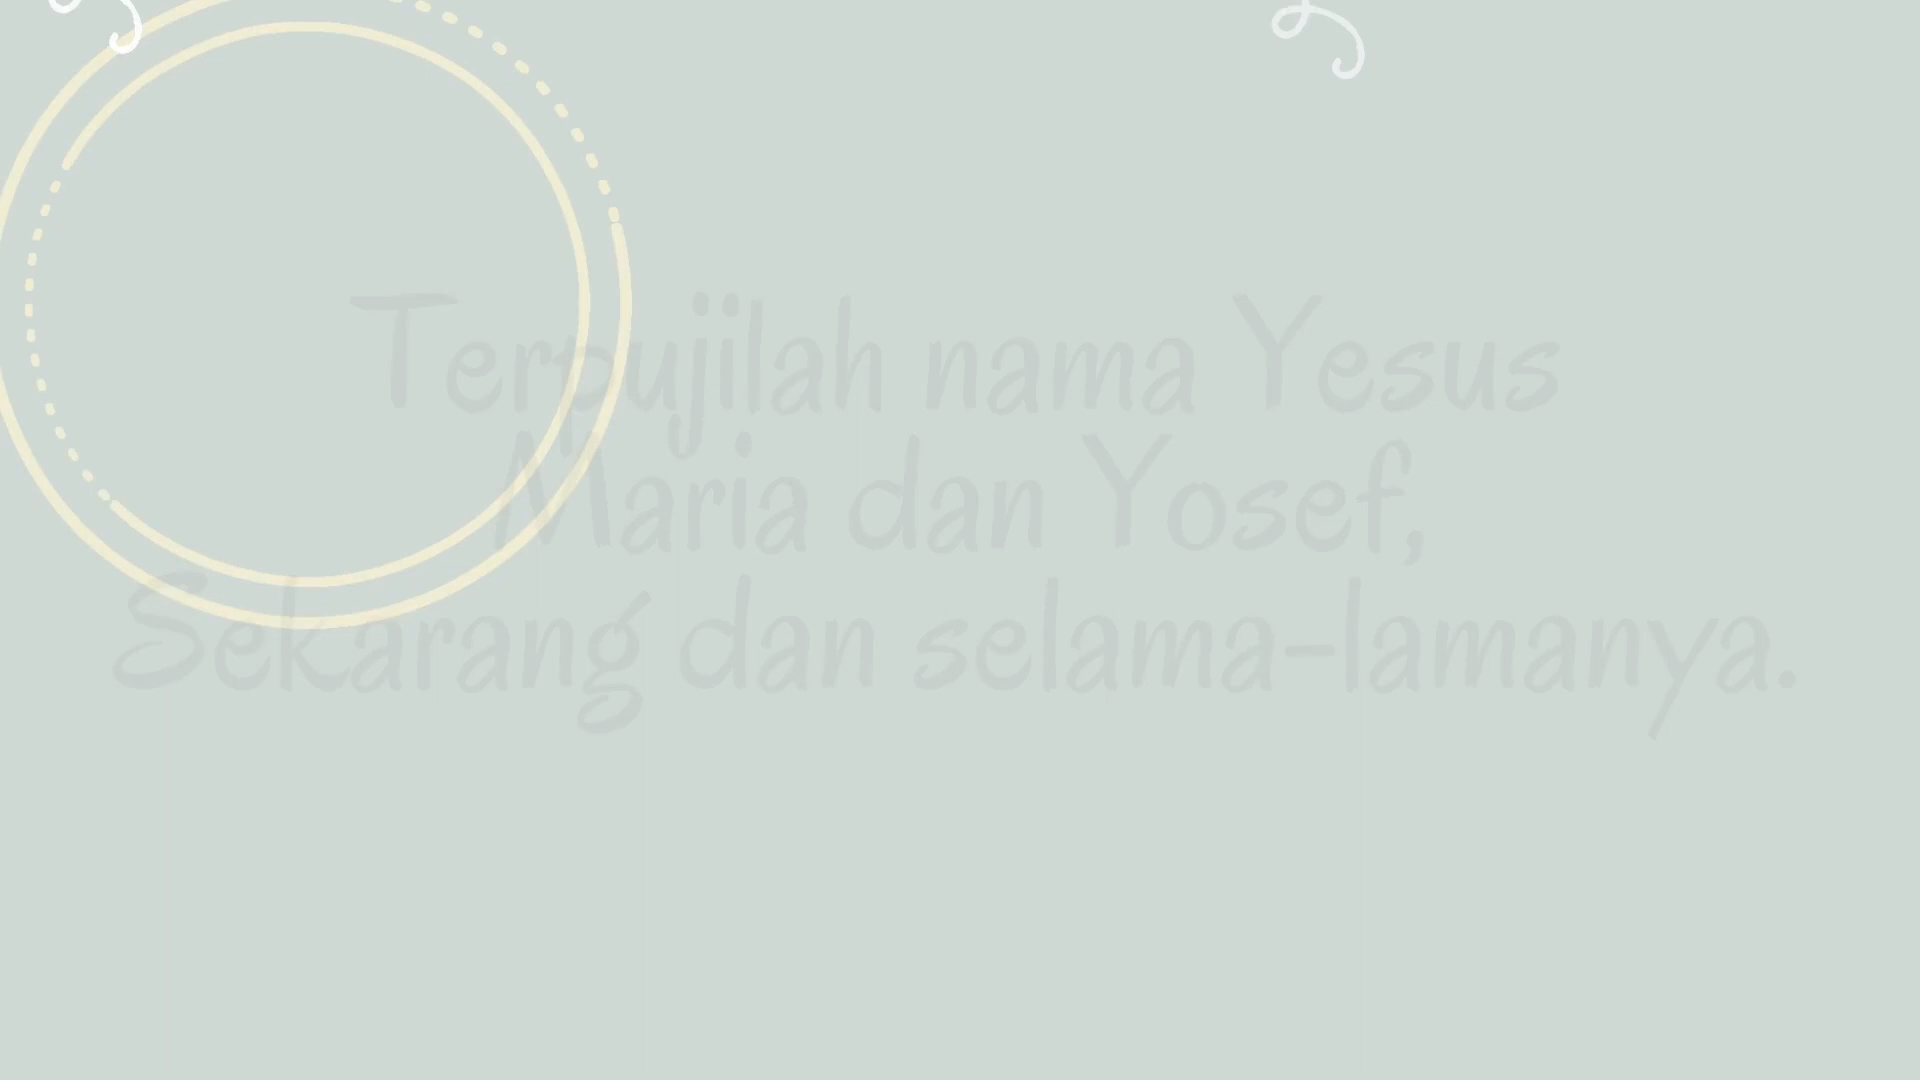 Terpujilah nama Yesus
Maria dan Yosef,
Sekarang dan selama-lamanya.